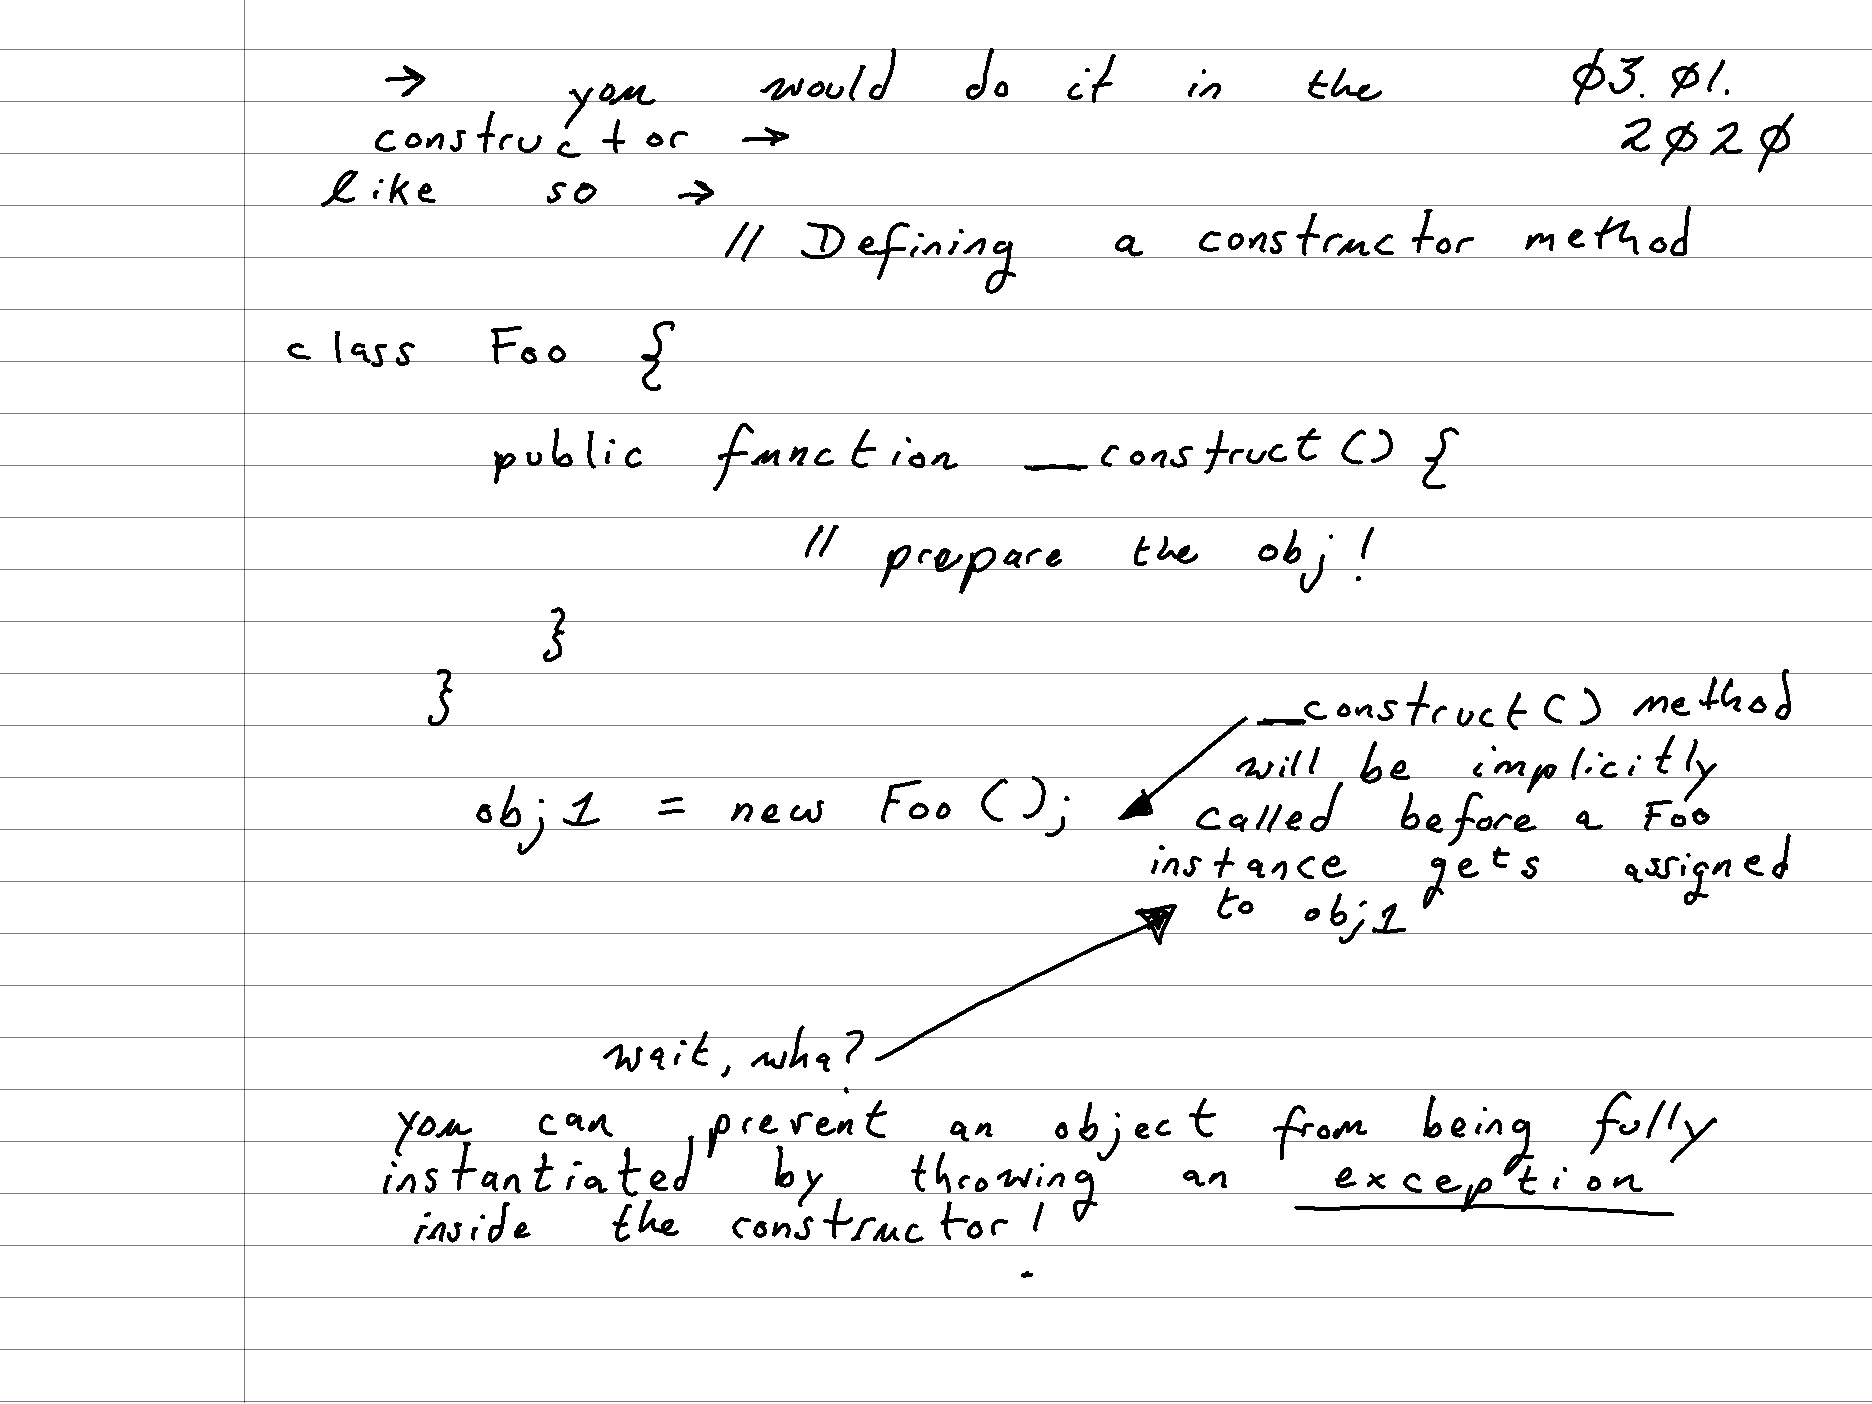 → you would do it in the ø3. ø1.
constructor → 2ø2ø
like so →
// Defining a constructor method
class Foo {
public function __construct() {
// prepare the obj!
}
}
__construct() method
will be implicitly
obj1 = new Foo(); called before a Foo
instance gets assigned
to obj1
wait, wha?
you can prevent an object from being fully
instantiated by throwing an exception
inside the constructor!